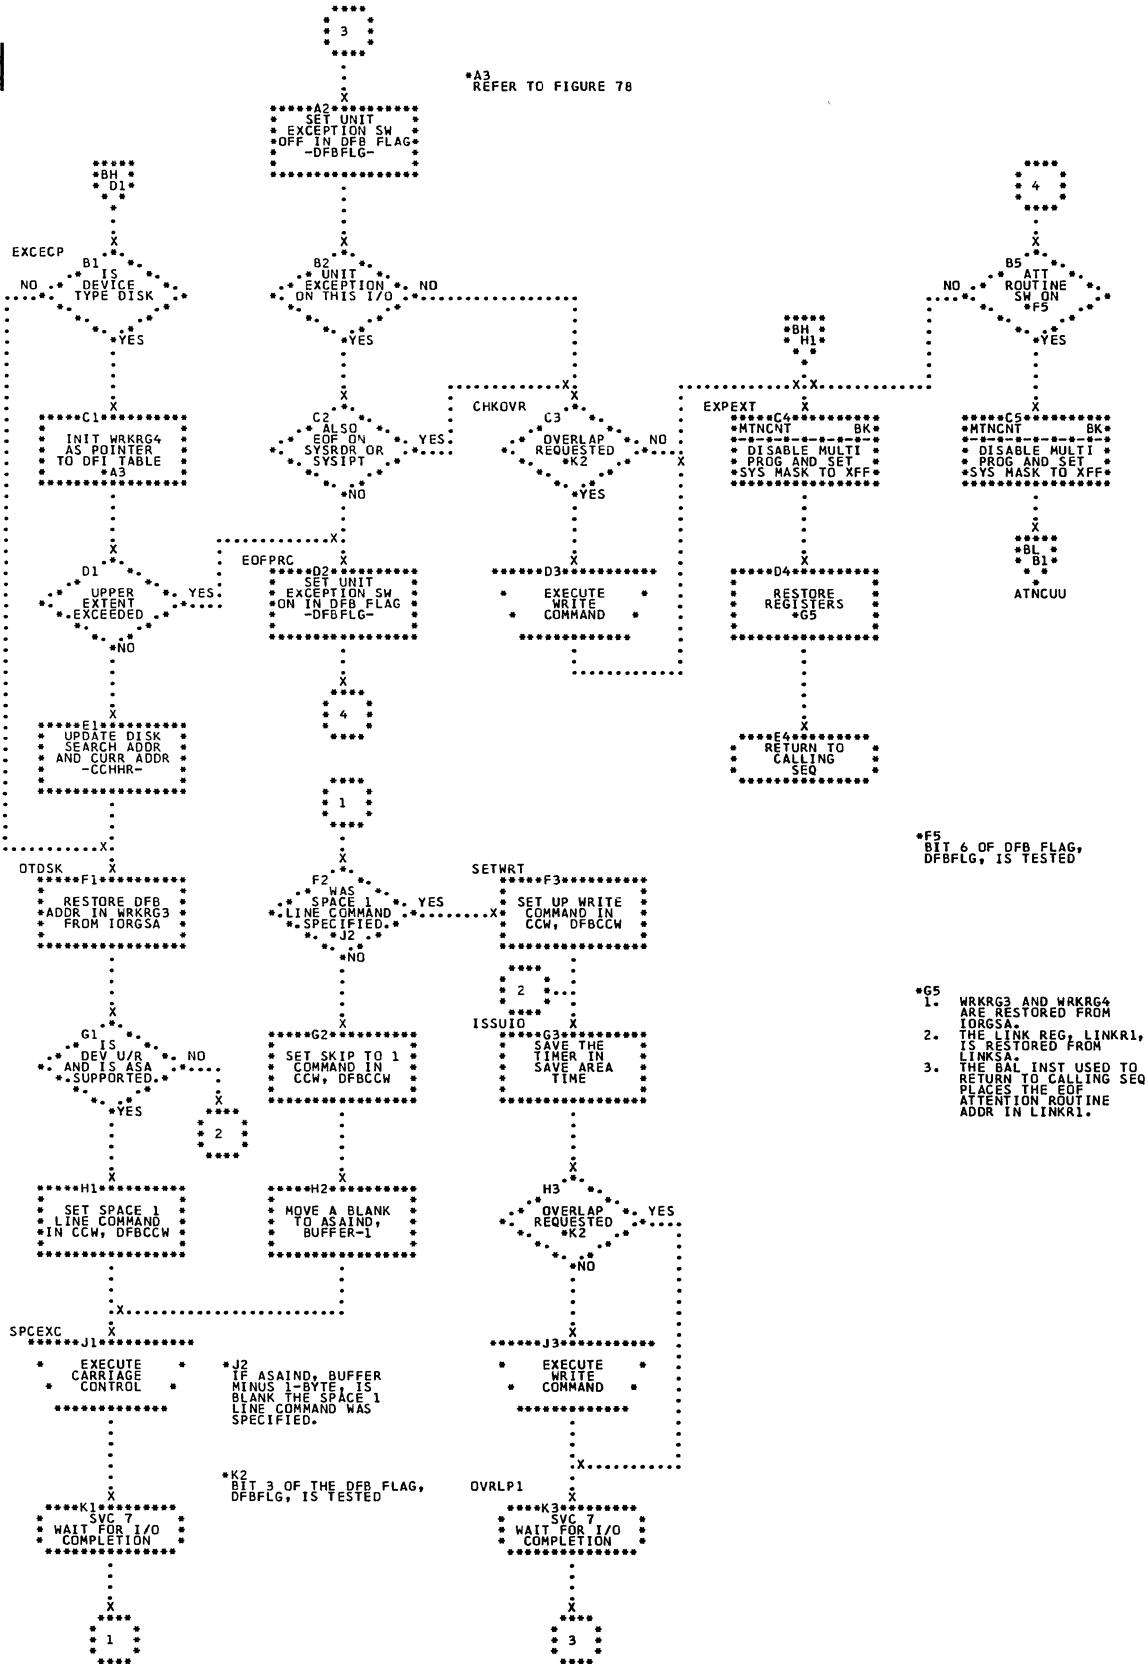 3
*A3
REFER TO FIGURE 78
A2
SET UNIT
EXCEPTION SW
OFF IN DFB FLAG
-DFBFLG-
BH
D1
4
EXCECP
B1
IS
DEVICE
TYPE DISK
NO
YES
B2
UNIT
EXCEPTION
ON THIS I/O
NO
YES
B5
ATT
ROUTINE
SW ON
*F5
NO
YES
BH
H1
C1
INIT WRKRG4
AS POINTER
TO DFI TABLE
*A3
C2
ALSO
EOF ON
SYSRDR OR
SYSIPT
YES
NO
CHKOVR
C3
OVERLAP
REQUESTED
*K2
NO
YES
EXPEXT
C4
MTNCNT BK
DISABLE MULTI
PROG AND SET
SYS MASK TO XFF
C5
MTNCNT BK
DISABLE MULTI
PROG AND SET
SYS MASK TO XFF
D1
UPPER
EXTENT
EXCEEDED
YES
NO
EOFPRC
D2
SET UNIT
EXCEPTION SW
ON IN DFB FLAG
-DFBFLG-
D3
EXECUTE
WRITE
COMMAND
D4
RESTORE
REGISTERS
*G5
BL
B1
ATNCUU
E1
UPDATE DISK
SEARCH ADDR
AND CURR ADDR
-CCHHR-
4
E4
RETURN TO
CALLING
SEQ
1
*F5
BIT 6 OF DFB FLAG,
DFBFLG, IS TESTED
OTDSK
F1
RESTORE DFB
ADDR IN WRKRG3
FROM IORGSA
F2
WAS
SPACE 1
LINE COMMAND
SPECIFIED
*J2
YES
NO
SETWRT
F3
SET UP WRITE
COMMAND IN
CCW, DFBCCW
2
G1
IS
DEV U/R
AND IS ASA
SUPPORTED
NO
YES
2
G2
SET SKIP TO 1
COMMAND IN
CCW, DFBCCW
ISSUIO
G3
SAVE THE
TIMER IN
SAVE AREA
TIME
*G5
1. WRKRG3 AND WRKRG4
ARE RESTORED FROM
IORGSA.
2. THE LINK REG, LINKR1,
IS RESTORED FROM
LINKSA.
3. THE BAL INST USED TO
RETURN TO CALLING SEQ
PLACES THE EOF
ATTENTION ROUTINE
ADDR IN LINKR1.
H1
SET SPACE 1
LINE COMMAND
IN CCW, DFBCCW
H2
MOVE A BLANK
TO ASAIND,
BUFFER-1
H3
OVERLAP
REQUESTED
*K2
YES
NO
SPCEXC
J1
EXECUTE
CARRIAGE
CONTROL
*J2
IF ASAIND, BUFFER
MINUS 1-BYTE, IS
BLANK THE SPACE 1
LINE COMMAND WAS
SPECIFIED.
J3
EXECUTE
WRITE
COMMAND
*K2
BIT 3 OF THE DFB FLAG,
DFBFLG, IS TESTED
K1
SVC 7
WAIT FOR I/O
COMPLETION
OVRLP1
K3
SVC 7
WAIT FOR I/O
COMPLETION
1
3